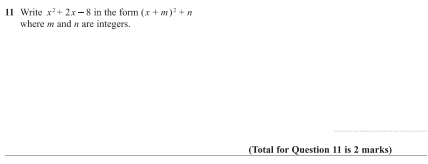 11 Write x² + 2x − 8 in the form (x + m)² + n
where m and n are integers.
(Total for Question 11 is 2 marks)